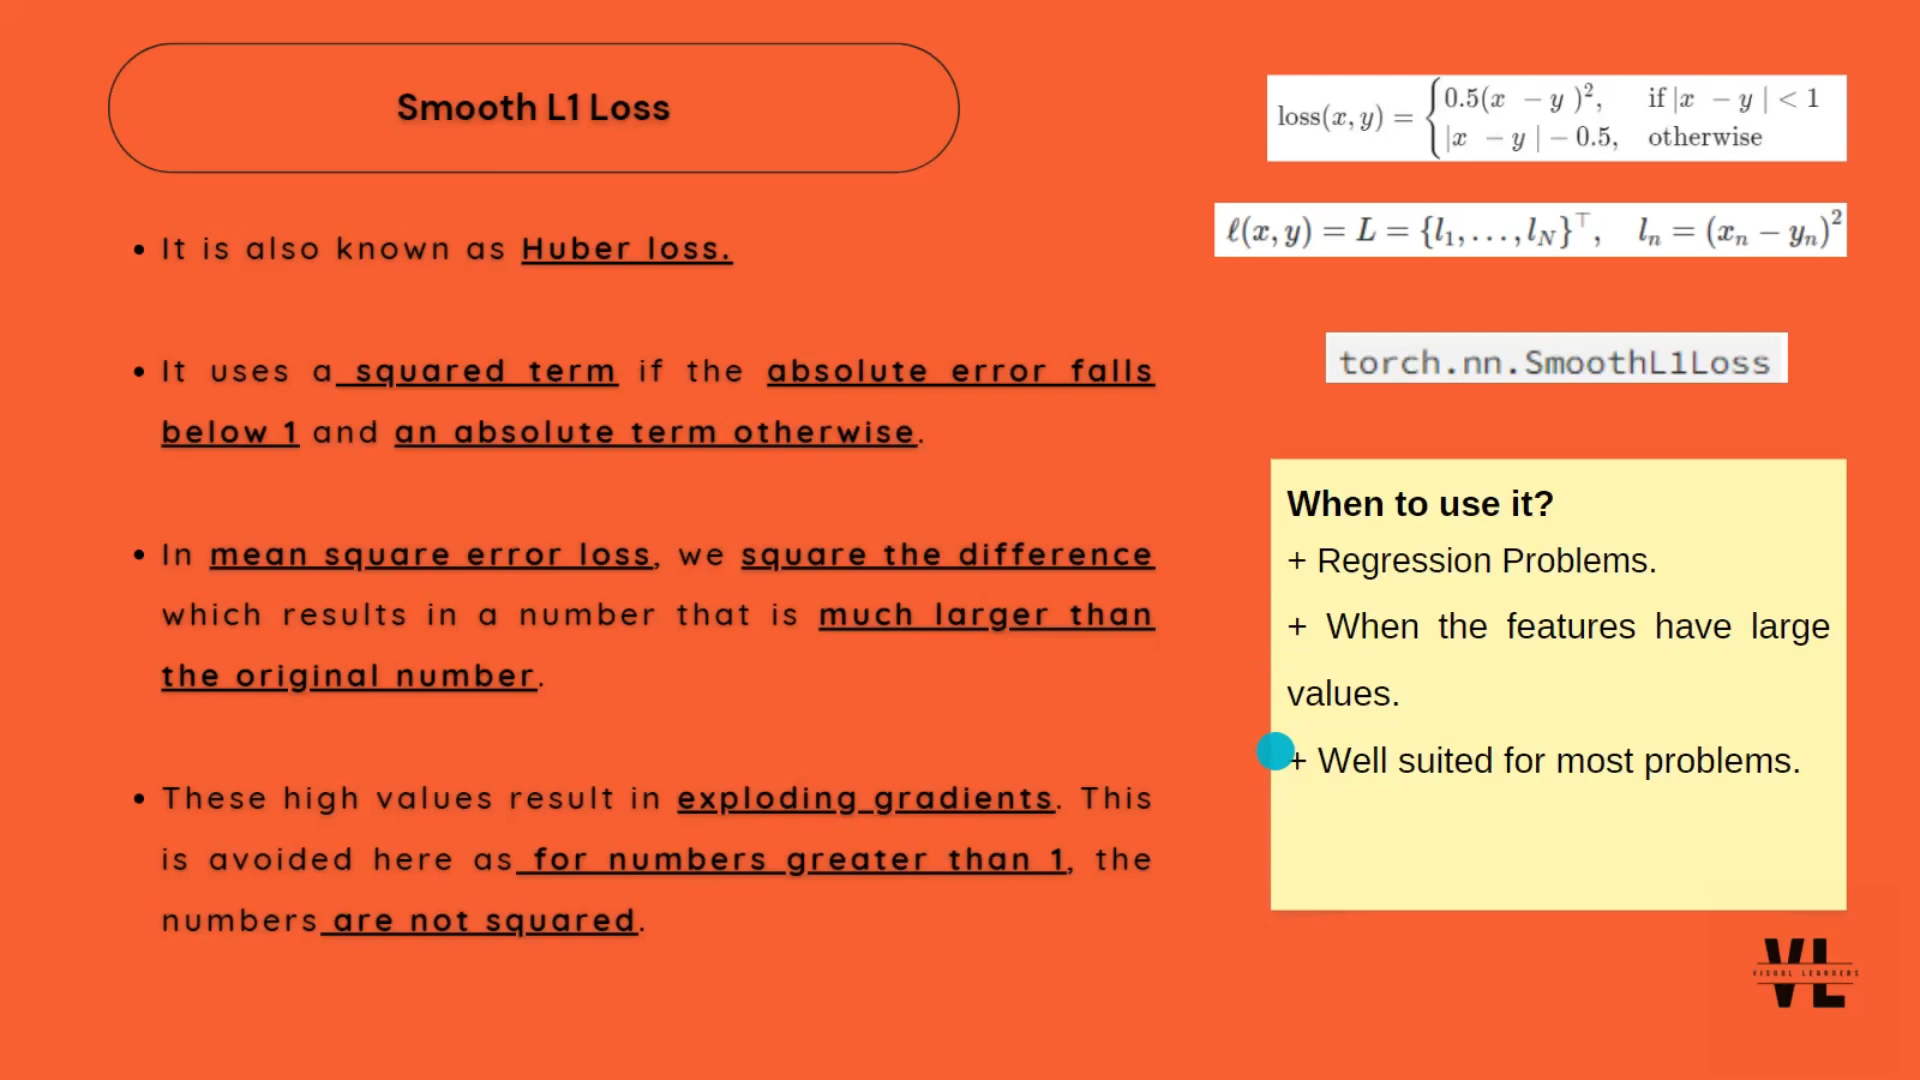 Smooth L1 Loss
• It is also known as Huber loss.
• It uses a squared term if the absolute error falls
below 1 and an absolute term otherwise.
• In mean square error loss, we square the difference
which results in a number that is much larger than
the original number.
• These high values result in exploding gradients. This
is avoided here as for numbers greater than 1, the
numbers are not squared.
loss(x, y) = { 0.5(x − y )², if |x − y | < 1
|x − y | − 0.5, otherwise
ℓ(x, y) = L = {l₁, …, l_N}^⊤, l_n = (x_n − y_n)²
torch.nn.SmoothL1Loss
When to use it?
+ Regression Problems.
+ When the features have large
values.
+ Well suited for most problems.
VL
VISUAL LEARNERS